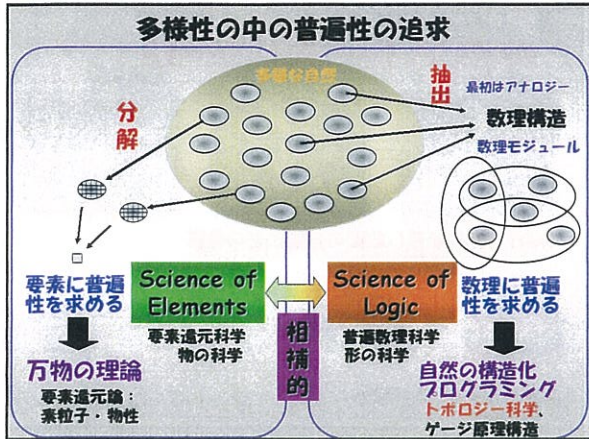 多様性の中の普遍性の追求
多様な自然
分解
抽出
最初はアナロジー
数理構造
数理モジュール
要素に普遍
性を求める
Science of
Elements
要素還元科学
物の科学
Science of
Logic
普遍数理科学
形の科学
数理に普遍
性を求める
相補的
万物の理論
要素還元論：
素粒子・物性
自然の構造化
プログラミング
トポロジー科学、
ゲージ原理構造